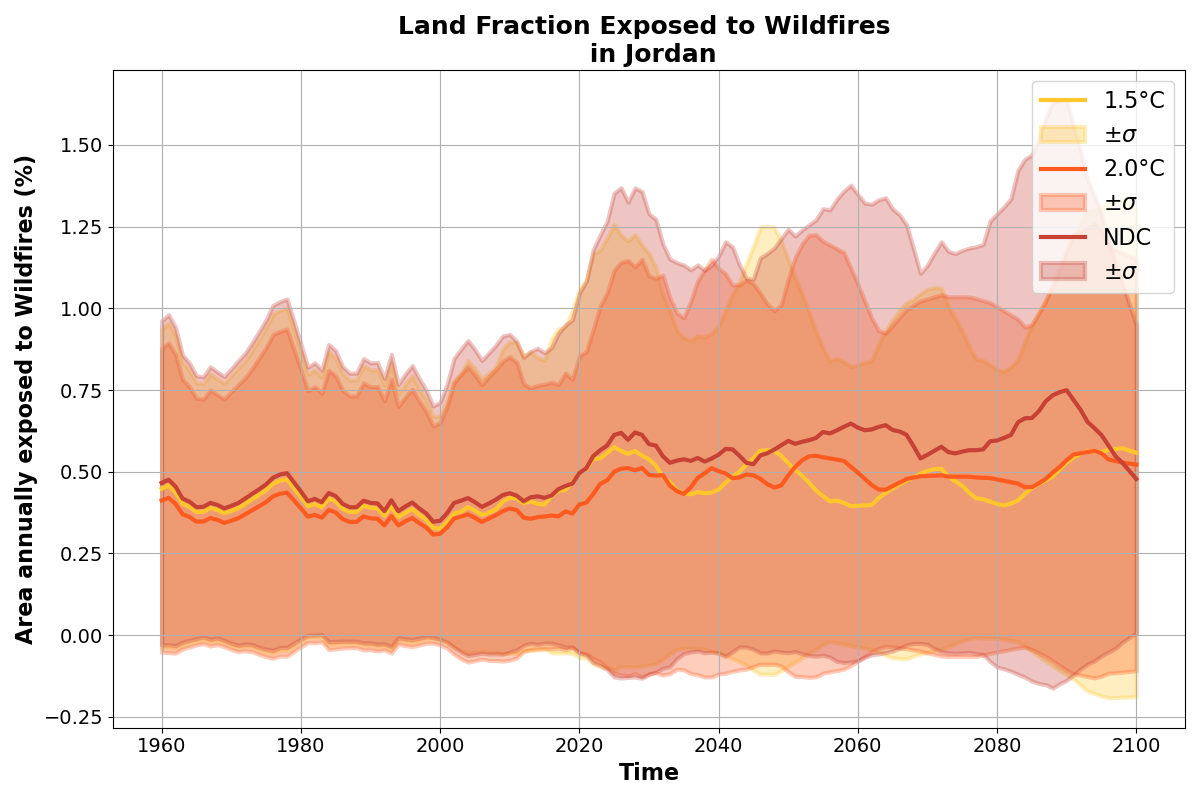 Land Fraction Exposed to Wildfires
in Jordan
Area annually exposed to Wildfires (%)
1.50
1.25
1.00
0.75
0.50
0.25
0.00
−0.25
1960
1980
2000
2020
2040
2060
2080
2100
Time
1.5°C
±σ
2.0°C
±σ
NDC
±σ